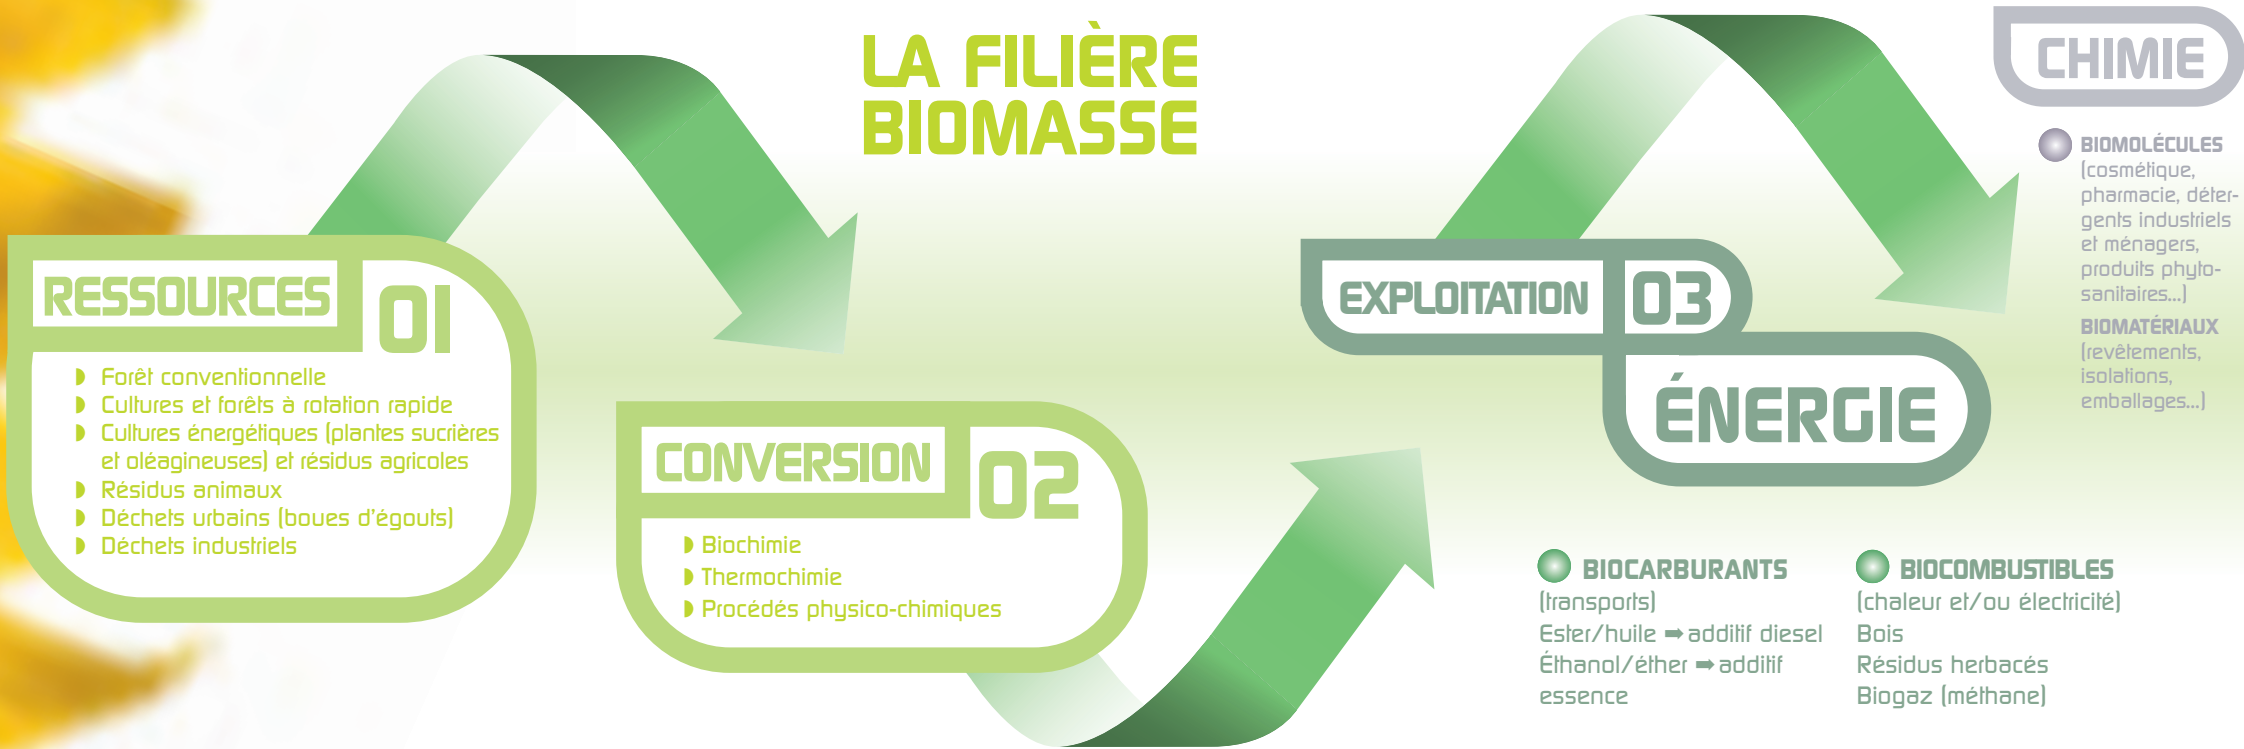 LA FILIÈRE
BIOMASSE
RESSOURCES 01
◗ Forêt conventionnelle
◗ Cultures et forêts à rotation rapide
◗ Cultures énergétiques (plantes sucrières
et oléagineuses) et résidus agricoles
◗ Résidus animaux
◗ Déchets urbains (boues d'égouts)
◗ Déchets industriels
CONVERSION 02
◗ Biochimie
◗ Thermochimie
◗ Procédés physico-chimiques
EXPLOITATION 03
ÉNERGIE
BIOCARBURANTS
(transports)
Ester/huile ➡ additif diesel
Éthanol/éther ➡ additif
essence
BIOCOMBUSTIBLES
(chaleur et/ou électricité)
Bois
Résidus herbacés
Biogaz (méthane)
CHIMIE
BIOMOLÉCULES
(cosmétique,
pharmacie, déter-
gents industriels
et ménagers,
produits phyto-
sanitaires...)
BIOMATÉRIAUX
(revêtements,
isolations,
emballages...)